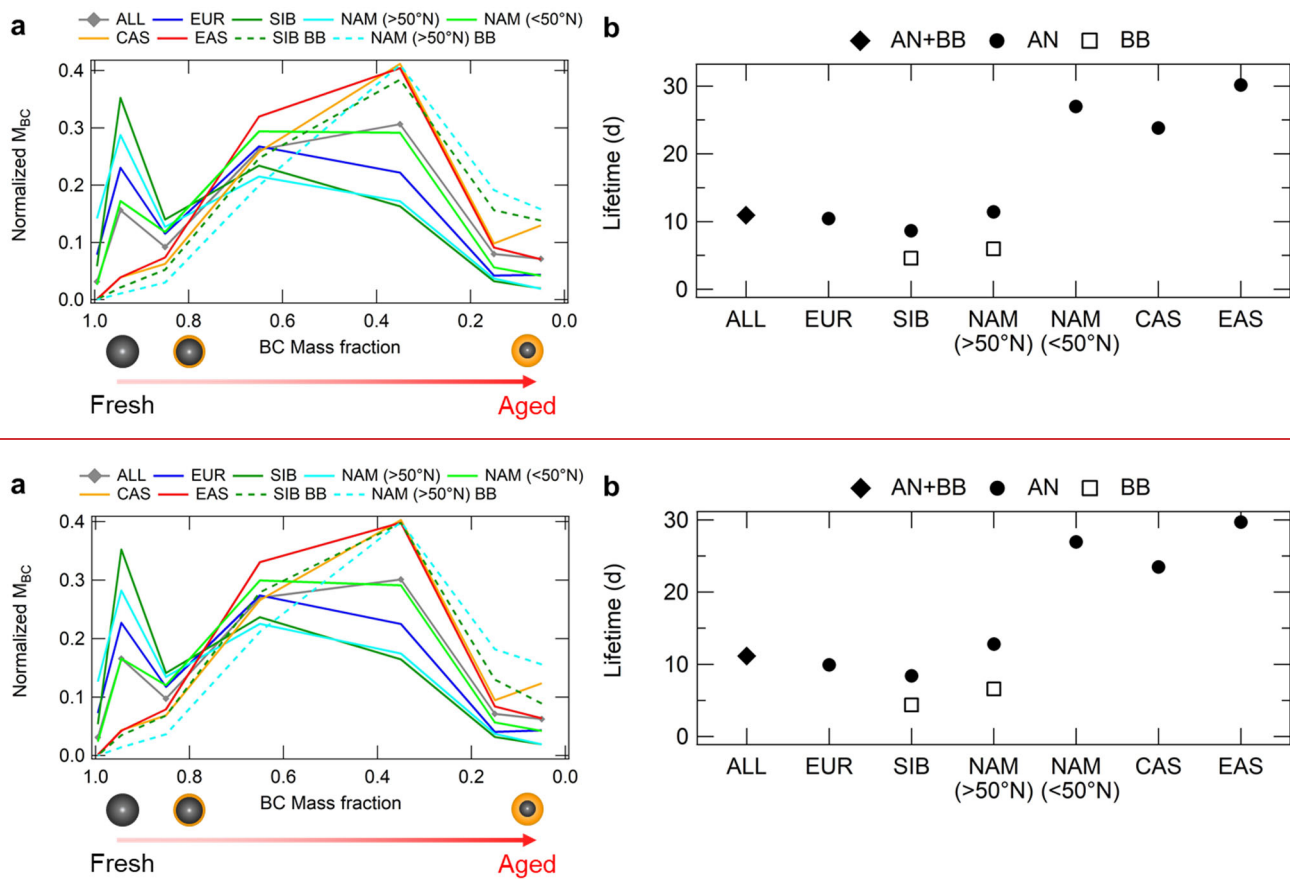 a
ALL EUR SIB NAM (>50°N) NAM (<50°N)
CAS EAS SIB BB NAM (>50°N) BB
Normalized MBC
0.4
0.3
0.2
0.1
0.0
1.0 0.8 0.6 0.4 0.2 0.0
BC Mass fraction
Fresh Aged
b
AN+BB AN BB
Lifetime (d)
30
20
10
0
ALL EUR SIB NAM NAM CAS EAS
(>50°N) (<50°N)
a
ALL EUR SIB NAM (>50°N) NAM (<50°N)
CAS EAS SIB BB NAM (>50°N) BB
Normalized MBC
0.4
0.3
0.2
0.1
0.0
1.0 0.8 0.6 0.4 0.2 0.0
BC Mass fraction
Fresh Aged
b
AN+BB AN BB
Lifetime (d)
30
20
10
0
ALL EUR SIB NAM NAM CAS EAS
(>50°N) (<50°N)